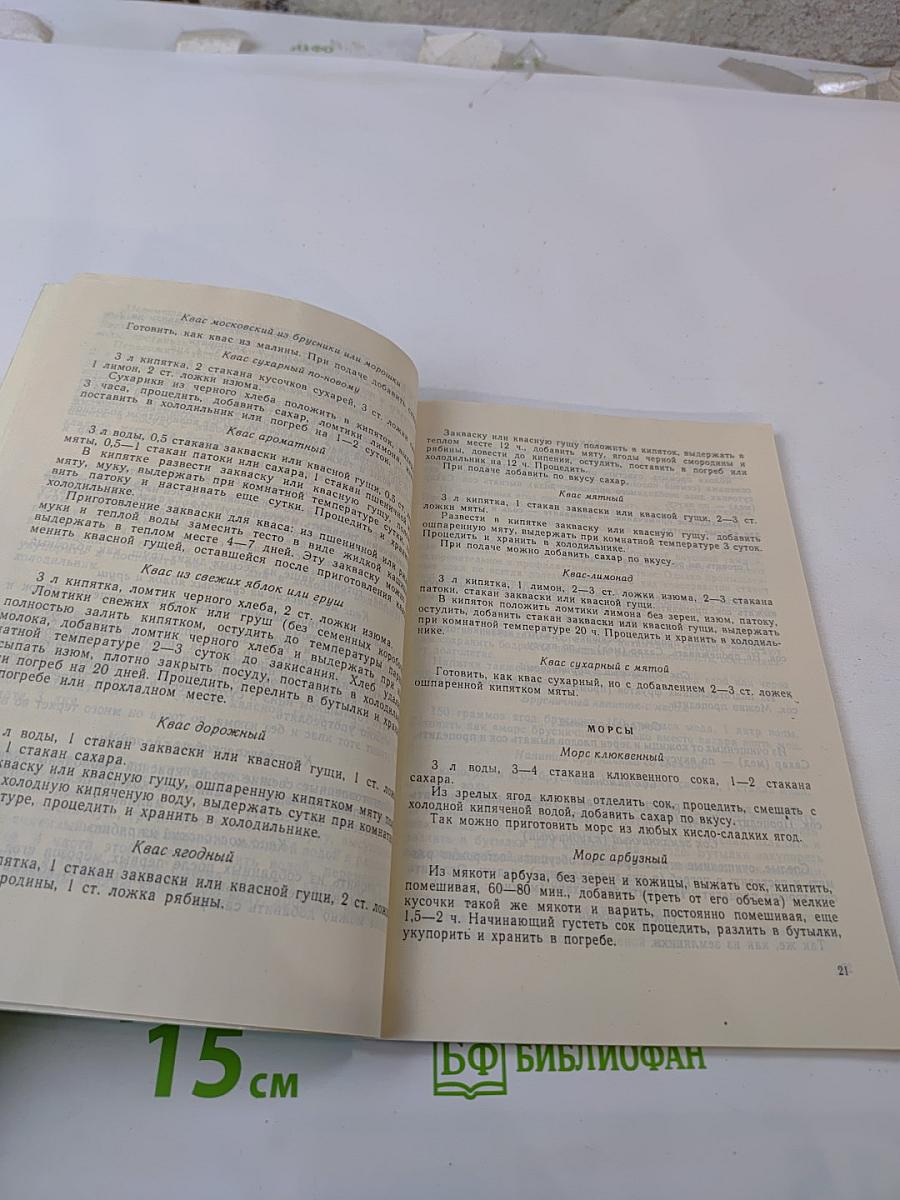 Квас московский из брусники или морошки
Готовить, как квас из малины. При подаче добавить
Квас сухарный по-новому
3 л кипятка, 2 стакана кусочков сухарей, 3 ст. ложки
1 лимон, 2 ст. ложки изюма.
Сухарики из черного хлеба положить в кипяток,
3 часа, процедить, добавить сахар, ломтики лимона,
поставить в холодильник или погреб на 1—2 суток.
Квас ароматный
3 л воды, 0,5 стакана закваски или квасной гущи, 0,5 ст.
мяты, 0,5—1 стакан патоки или сахара, 1 стакан пшеничной
В кипятке развести закваску или квасную гущу,
мяту, муку, выдержать при комнатной температуре сутки,
вить патоку и настаивать еще сутки. Процедить и
холодильнике.
Приготовление закваски для кваса: из пшеничной или
муки и теплой воды замесить тесто в виде жидкой
выдержать в теплом месте 4—7 дней. Эту закваску
менить квасной гущей, оставшейся после приготовления
Квас из свежих яблок или груш
3 л кипятка, ломтик черного хлеба, 2 ст. ложки изюма.
Ломтики свежих яблок или груш (без семенных
полностью залить кипятком, остудить до температуры
молока, добавить ломтик черного хлеба и выдержать при
натной температуре 2—3 суток до закисания. Хлеб
сыпать изюм, плотно закрыть посуду, поставить в
и погреб на 20 дней. Процедить, перелить в бутылки и
погребе или прохладном месте.
Квас дорожный
л воды, 1 стакан закваски или квасной гущи, 1 ст.
1 стакан сахара.
кваску или квасную гущу, ошпаренную кипятком мяту
холодную кипяченую воду, выдержать сутки при
туре, процедить и хранить в холодильнике.
Квас ягодный
пятка, 1 стакан закваски или квасной гущи, 2 ст.
родины, 1 ст. ложка рябины.
Закваску или квасную гущу положить в кипяток, выдержать в
теплом месте 12 ч., добавить мяту, ягоды черной смородины и
рябины, довести до кипения, остудить, поставить в погреб или
холодильник на 12 ч. Процедить.
При подаче добавить по вкусу сахар.
Квас мятный
3 л кипятка, 1 стакан закваски или квасной гущи, 2—3 ст.
ложки мяты.
Развести в кипятке закваску или квасную гущу, добавить
ошпаренную мяту, выдержать при комнатной температуре 3 суток.
Процедить и хранить в холодильнике.
При подаче можно добавить сахар по вкусу.
Квас-лимонад
3 л кипятка, 1 лимон, 2—3 ст. ложки изюма, 2—3 стакана
патоки, стакан закваски или квасной гущи.
В кипяток положить ломтики лимона без зерен, изюм, патоку,
остудить, добавить стакан закваски или квасной гущи, выдержать
при комнатной температуре 20 ч. Процедить и хранить в холодиль-
нике.
Квас сухарный с мятой
Готовить, как квас сухарный, но с добавлением 2—3 ст. ложек
ошпаренной кипятком мяты.
МОРСЫ
Морс клюквенный
3 л воды, 3—4 стакана клюквенного сока, 1—2 стакана
сахара.
Из зрелых ягод клюквы отделить сок, процедить, смещать с
холодной кипяченой водой, добавить сахар по вкусу.
Так можно приготовить морс из любых кисло-сладких ягод.
Морс арбузный
Из мякоти арбуза, без зерен и кожицы, выжать сок, кипятить,
помешивая, 60—80 мин., добавить (треть от его объема) мелкие
кусочки такой же мякоти и варить, постоянно помешивая, еще
1,5—2 ч. Начинающий густеть сок процедить, разлить в бутылки,
укупорить и хранить в погребе.
21
15 см
БФ БИБЛИОФАН